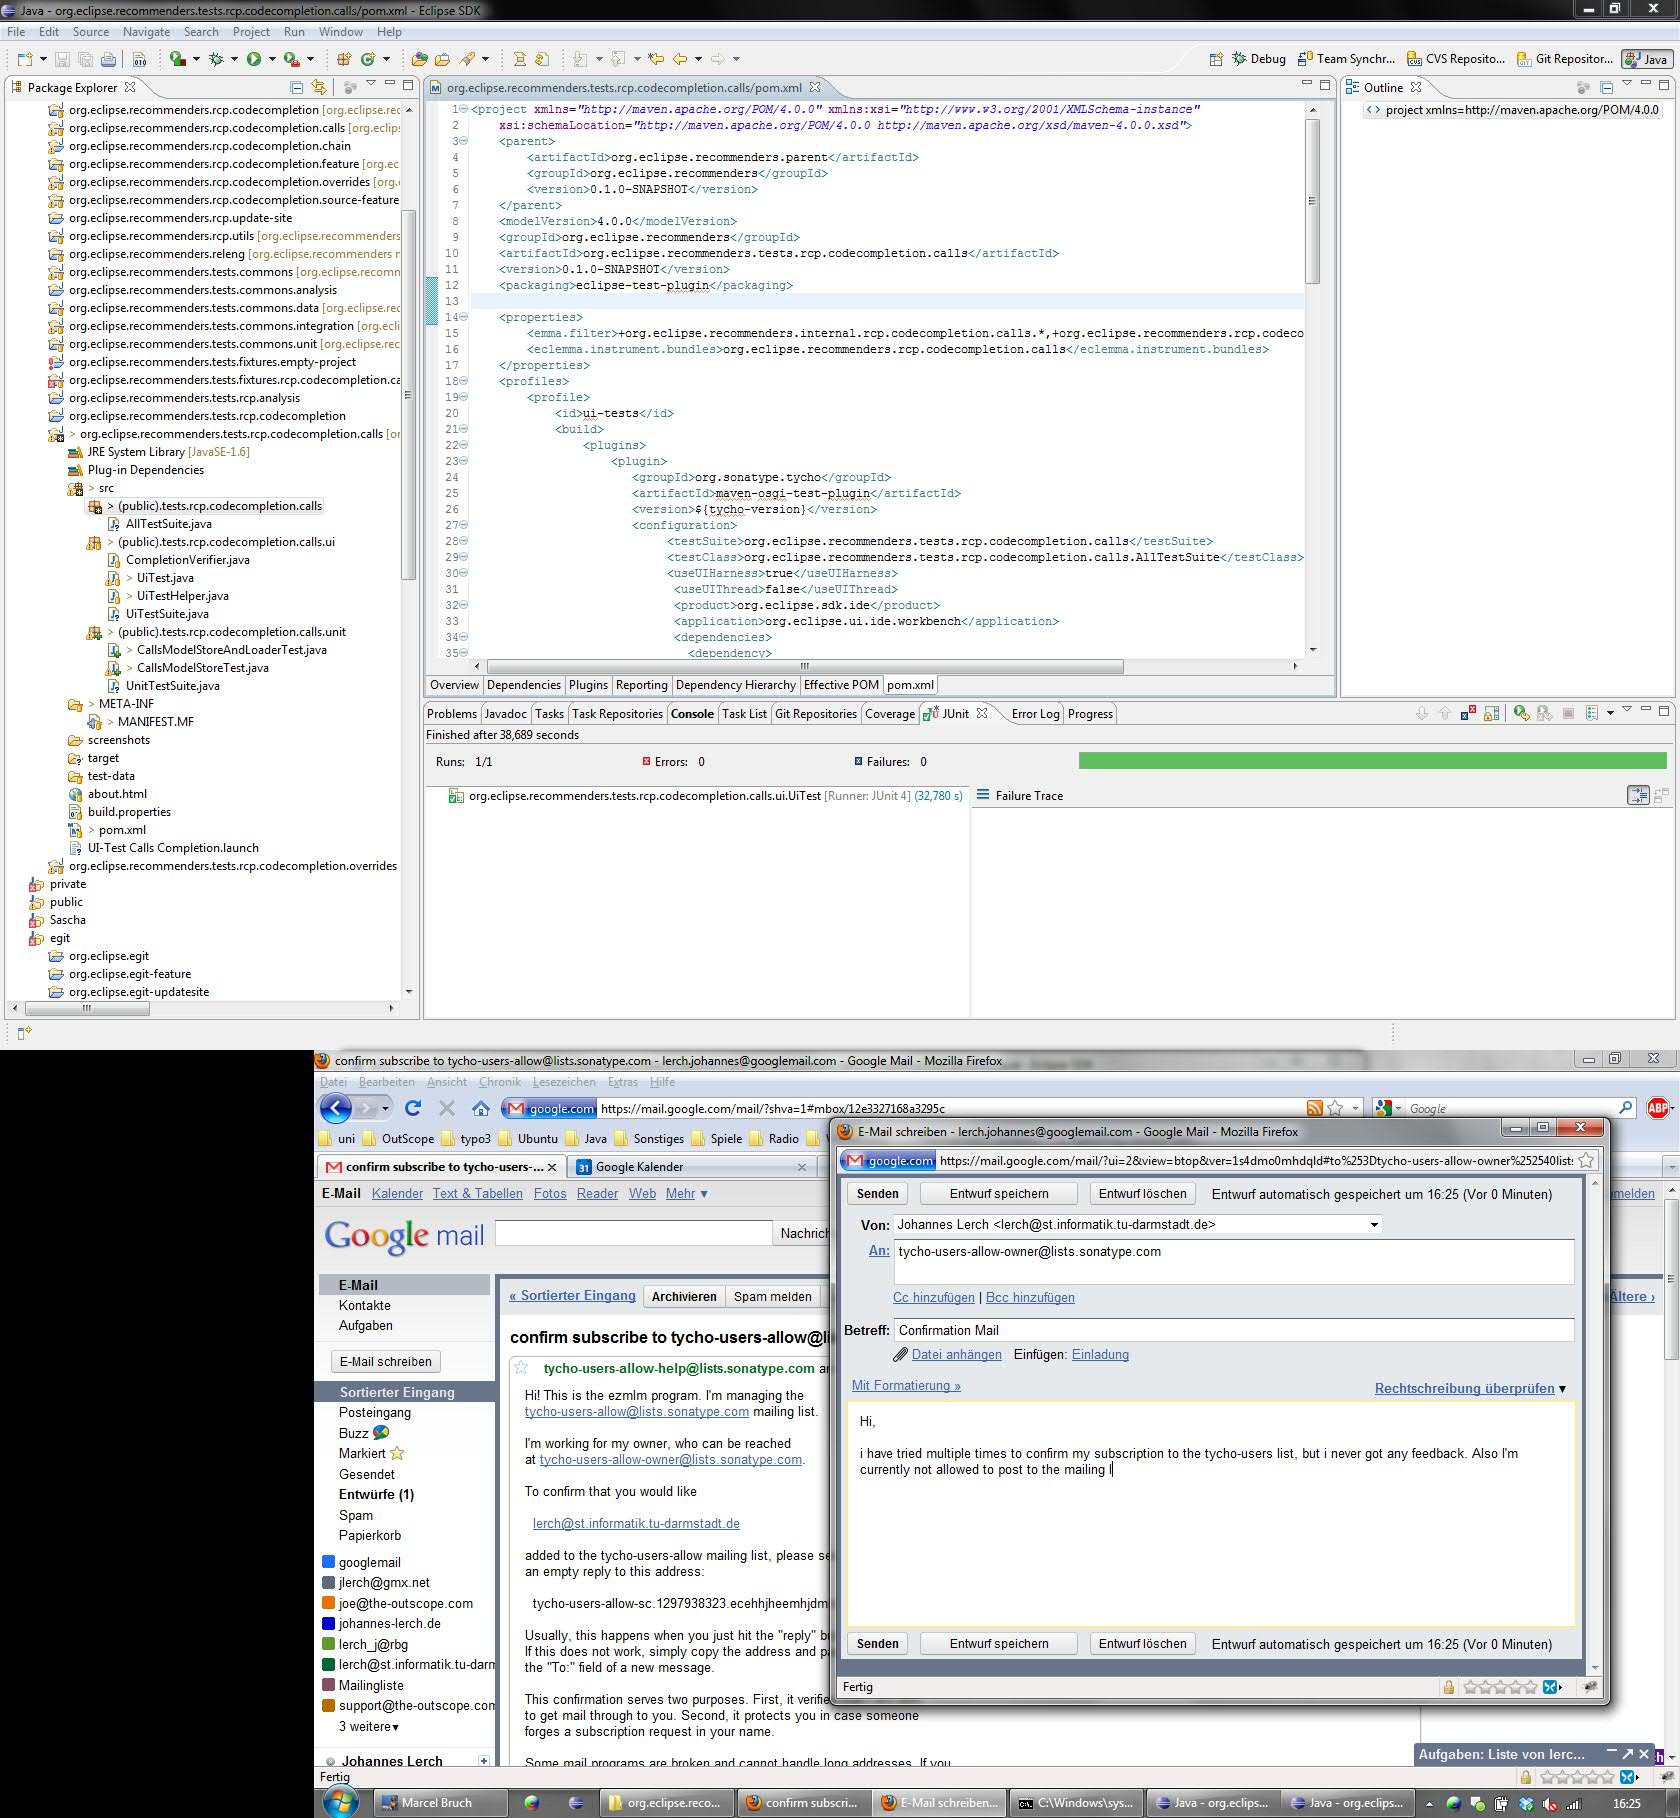 Java - org.eclipse.recommenders.tests.rcp.codecompletion.calls/pom.xml - Eclipse SDK
File Edit Source Navigate Search Project Run Window Help
Debug Team Synchr... CVS Reposito... Git Repositor... Java
Package Explorer
org.eclipse.recommenders.rcp.codecompletion [org.eclipse.rec
org.eclipse.recommenders.rcp.codecompletion.calls [org.eclips
org.eclipse.recommenders.rcp.codecompletion.chain
org.eclipse.recommenders.rcp.codecompletion.feature [org.ec
org.eclipse.recommenders.rcp.codecompletion.overrides [org.
org.eclipse.recommenders.rcp.codecompletion.source-feature
org.eclipse.recommenders.rcp.update-site
org.eclipse.recommenders.rcp.utils [org.eclipse.recommenders
org.eclipse.recommenders.releng [org.eclipse.recommenders r
org.eclipse.recommenders.tests.commons [org.eclipse.recomn
org.eclipse.recommenders.tests.commons.analysis
org.eclipse.recommenders.tests.commons.data [org.eclipse.rec
org.eclipse.recommenders.tests.commons.integration [org.ecli
org.eclipse.recommenders.tests.commons.unit [org.eclipse.rec
org.eclipse.recommenders.tests.fixtures.empty-project
org.eclipse.recommenders.tests.fixtures.rcp.codecompletion.ca
org.eclipse.recommenders.tests.rcp.analysis
org.eclipse.recommenders.tests.rcp.codecompletion
> org.eclipse.recommenders.tests.rcp.codecompletion.calls [or
JRE System Library [JavaSE-1.6]
Plug-in Dependencies
> src
> (public).tests.rcp.codecompletion.calls
AllTestSuite.java
> (public).tests.rcp.codecompletion.calls.ui
CompletionVerifier.java
> UiTest.java
> UiTestHelper.java
UiTestSuite.java
> (public).tests.rcp.codecompletion.calls.unit
> CallsModelStoreAndLoaderTest.java
> CallsModelStoreTest.java
UnitTestSuite.java
> META-INF
> MANIFEST.MF
screenshots
target
test-data
about.html
build.properties
> pom.xml
UI-Test Calls Completion.launch
org.eclipse.recommenders.tests.rcp.codecompletion.overrides
private
public
Sascha
egit
org.eclipse.egit
org.eclipse.egit-feature
org.eclipse.egit-updatesite
org.eclipse.recommenders.tests.rcp.codecompletion.calls/pom.xml
1 <project xmlns="http://maven.apache.org/POM/4.0.0" xmlns:xsi="http://www.w3.org/2001/XMLSchema-instance"
2 xsi:schemaLocation="http://maven.apache.org/POM/4.0.0 http://maven.apache.org/xsd/maven-4.0.0.xsd">
3 <parent>
4 <artifactId>org.eclipse.recommenders.parent</artifactId>
5 <groupId>org.eclipse.recommenders</groupId>
6 <version>0.1.0-SNAPSHOT</version>
7 </parent>
8 <modelVersion>4.0.0</modelVersion>
9 <groupId>org.eclipse.recommenders</groupId>
10 <artifactId>org.eclipse.recommenders.tests.rcp.codecompletion.calls</artifactId>
11 <version>0.1.0-SNAPSHOT</version>
12 <packaging>eclipse-test-plugin</packaging>
13
14 <properties>
15 <emma.filter>+org.eclipse.recommenders.internal.rcp.codecompletion.calls.*,+org.eclipse.recommenders.rcp.codeco
16 <eclemma.instrument.bundles>org.eclipse.recommenders.rcp.codecompletion.calls</eclemma.instrument.bundles>
17 </properties>
18 <profiles>
19 <profile>
20 <id>ui-tests</id>
21 <build>
22 <plugins>
23 <plugin>
24 <groupId>org.sonatype.tycho</groupId>
25 <artifactId>maven-osgi-test-plugin</artifactId>
26 <version>${tycho-version}</version>
27 <configuration>
28 <testSuite>org.eclipse.recommenders.tests.rcp.codecompletion.calls</testSuite>
29 <testClass>org.eclipse.recommenders.tests.rcp.codecompletion.calls.AllTestSuite</testClass>
30 <useUIHarness>true</useUIHarness>
31 <useUIThread>false</useUIThread>
32 <product>org.eclipse.sdk.ide</product>
33 <application>org.eclipse.ui.ide.workbench</application>
34 <dependencies>
35 <dependency>
Overview Dependencies Plugins Reporting Dependency Hierarchy Effective POM pom.xml
Outline
project xmlns=http://maven.apache.org/POM/4.0.0
Problems Javadoc Tasks Task Repositories Console Task List Git Repositories Coverage JUnit Error Log Progress
Finished after 38,689 seconds
Runs: 1/1 Errors: 0 Failures: 0
org.eclipse.recommenders.tests.rcp.codecompletion.calls.ui.UiTest [Runner: JUnit 4] (32,780 s)
Failure Trace
confirm subscribe to tycho-users-allow@lists.sonatype.com - lerch.johannes@googlemail.com - Google Mail - Mozilla Firefox
Datei Bearbeiten Ansicht Chronik Lesezeichen Extras Hilfe
google.com https://mail.google.com/mail/?shva=1#mbox/12e3327168a3295c
Google
ABP
uni OutScope typo3 Ubuntu Java Sonstiges Spiele Radio
confirm subscribe to tycho-users-... Google Kalender
E-Mail Kalender Text & Tabellen Fotos Reader Web Mehr ▼
melden
Google mail
Nachric
E-Mail
Kontakte
Aufgaben
E-Mail schreiben
Sortierter Eingang
Posteingang
Buzz
Markiert
Gesendet
Entwürfe (1)
Spam
Papierkorb
googlemail
jlerch@gmx.net
joe@the-outscope.com
johannes-lerch.de
lerch_j@rbg
lerch@st.informatik.tu-darm
Mailingliste
support@the-outscope.com
3 weitere▼
Johannes Lerch
« Sortierter Eingang Archivieren Spam melden
Ältere ›
confirm subscribe to tycho-users-allow@li
tycho-users-allow-help@lists.sonatype.com an
Hi! This is the ezmlm program. I'm managing the
tycho-users-allow@lists.sonatype.com mailing list.
I'm working for my owner, who can be reached
at tycho-users-allow-owner@lists.sonatype.com.
To confirm that you would like
lerch@st.informatik.tu-darmstadt.de
added to the tycho-users-allow mailing list, please se
an empty reply to this address:
tycho-users-allow-sc.1297938323.ecehhjheemhjdm
Usually, this happens when you just hit the "reply" b
If this does not work, simply copy the address and pa
the "To:" field of a new message.
This confirmation serves two purposes. First, it verifie
to get mail through to you. Second, it protects you in case someone
forges a subscription request in your name.
Some mail programs are broken and cannot handle long addresses. If you
E-Mail schreiben - lerch.johannes@googlemail.com - Google Mail - Mozilla Firefox
google.com https://mail.google.com/mail/?ui=2&view=btop&ver=1s4dmo0mhdqld#to%253Dtycho-users-allow-owner%252540list:
Senden Entwurf speichern Entwurf löschen Entwurf automatisch gespeichert um 16:25 (Vor 0 Minuten)
Von: Johannes Lerch <lerch@st.informatik.tu-darmstadt.de>
An: tycho-users-allow-owner@lists.sonatype.com
Cc hinzufügen | Bcc hinzufügen
Betreff: Confirmation Mail
Datei anhängen Einfügen: Einladung
Mit Formatierung » Rechtschreibung überprüfen ▼
Hi,
i have tried multiple times to confirm my subscription to the tycho-users list, but i never got any feedback. Also I'm
currently not allowed to post to the mailing l
Senden Entwurf speichern Entwurf löschen Entwurf automatisch gespeichert um 16:25 (Vor 0 Minuten)
Fertig
Aufgaben: Liste von lerc...
Fertig
Marcel Bruch org.eclipse.reco... confirm subscri... E-Mail schreiben... C:\Windows\sys... Java - org.eclips... Java - org.eclips... 16:25